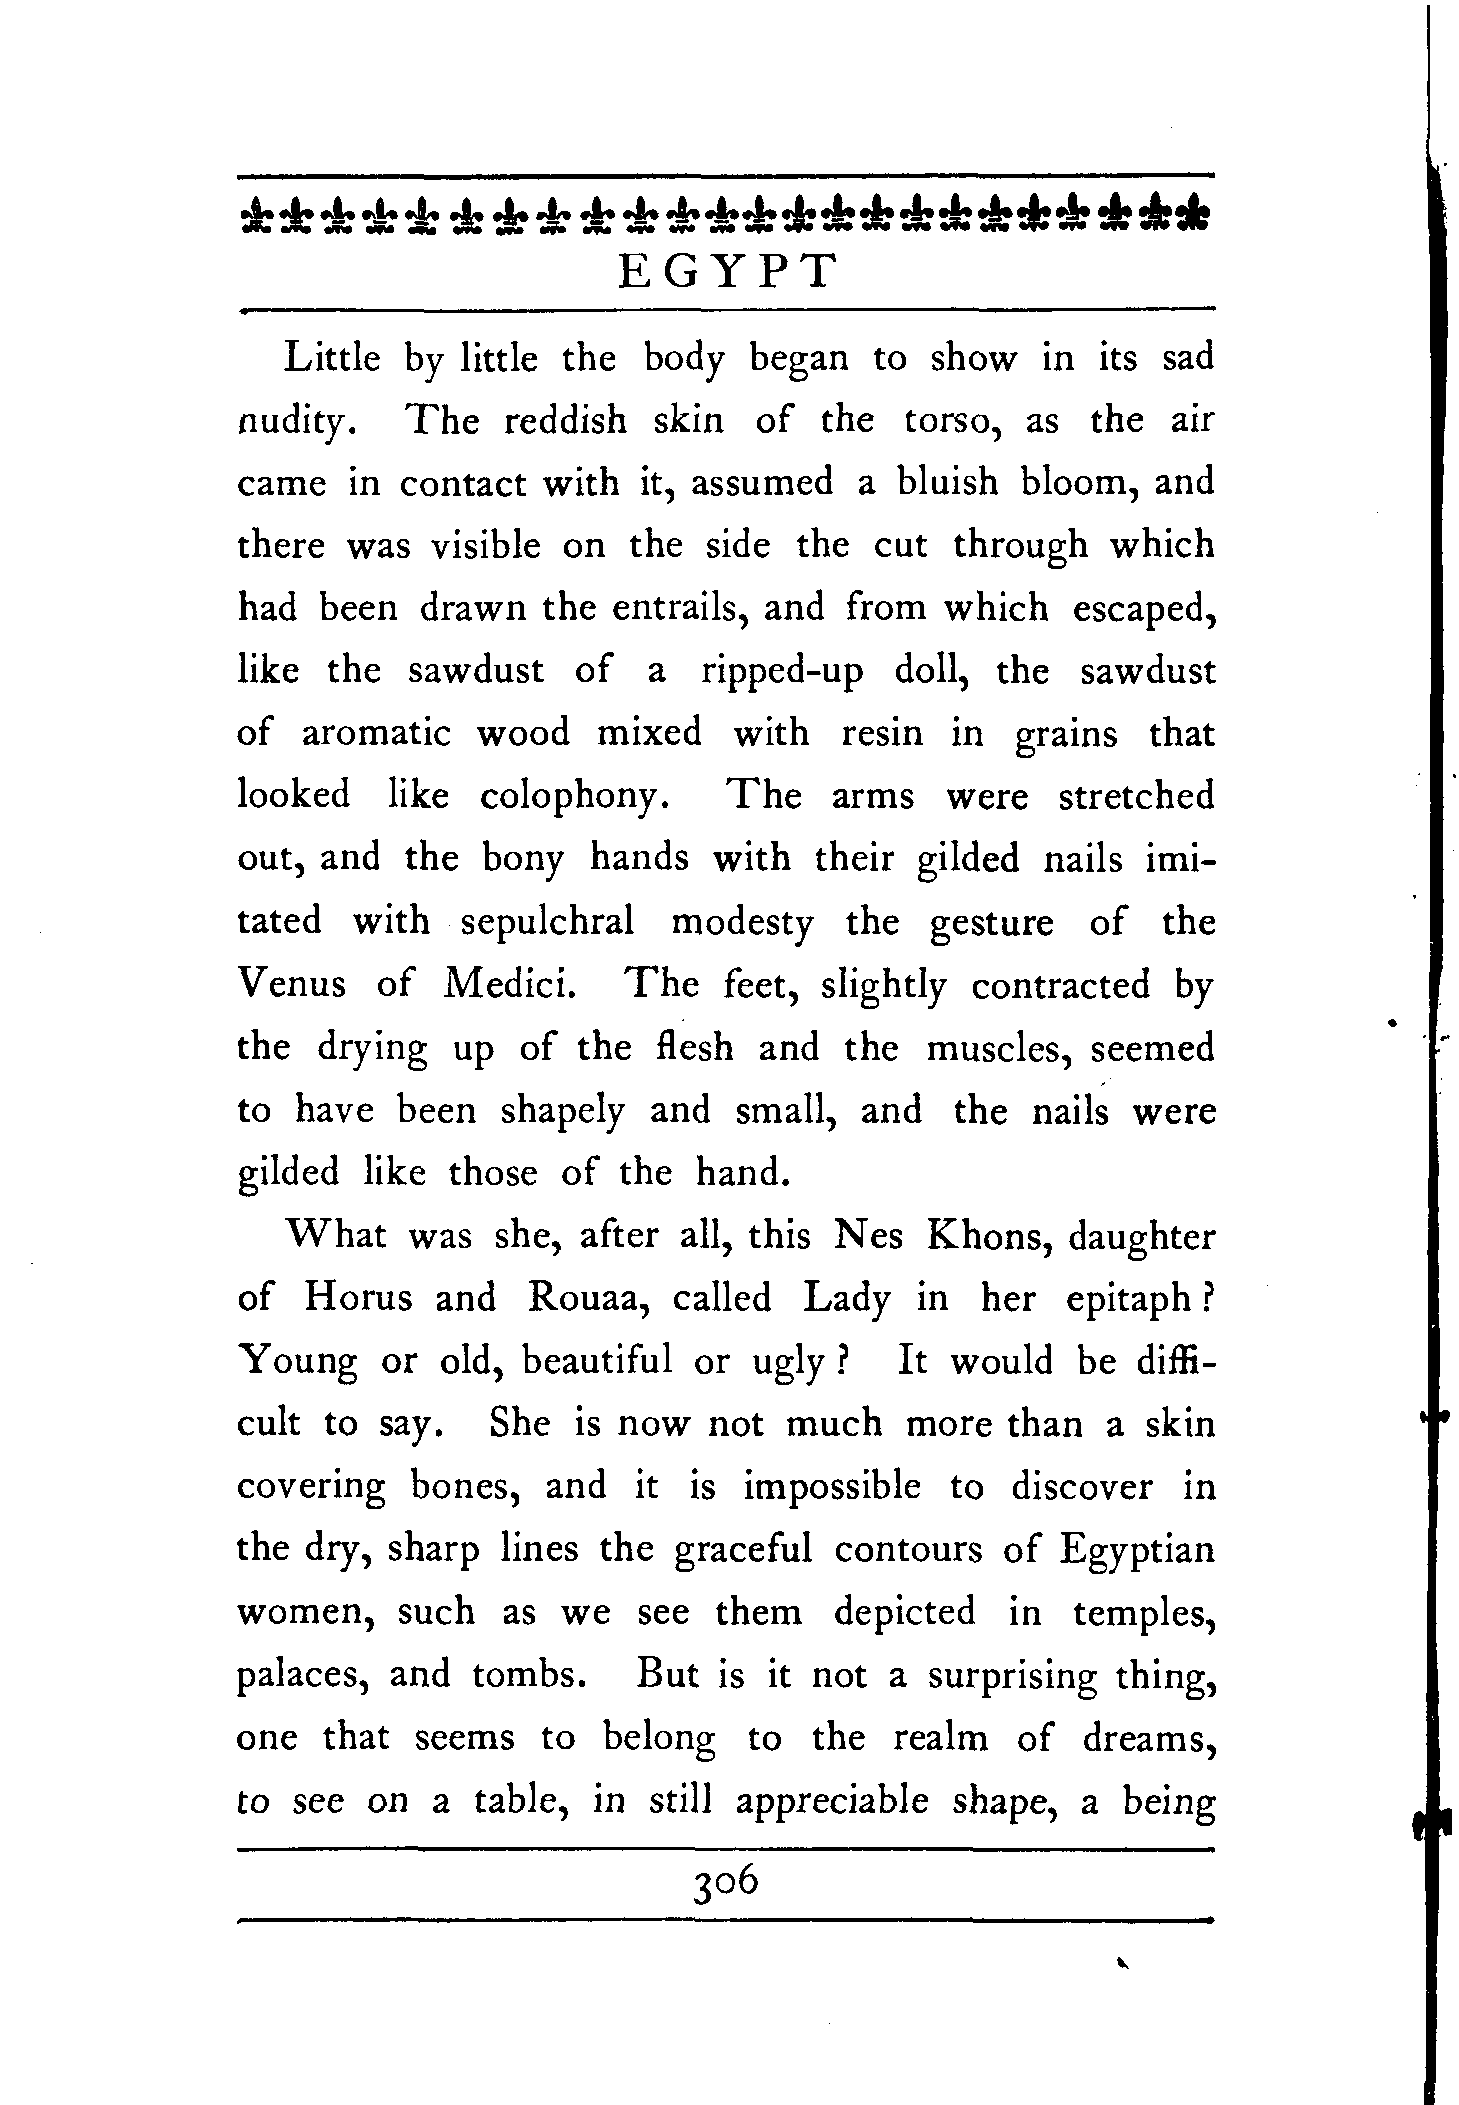 EGYPT
Little by little the body began to show in its sad
nudity. The reddish skin of the torso, as the air
came in contact with it, assumed a bluish bloom, and
there was visible on the side the cut through which
had been drawn the entrails, and from which escaped,
like the sawdust of a ripped-up doll, the sawdust
of aromatic wood mixed with resin in grains that
looked like colophony. The arms were stretched
out, and the bony hands with their gilded nails imi-
tated with sepulchral modesty the gesture of the
Venus of Medici. The feet, slightly contracted by
the drying up of the flesh and the muscles, seemed
to have been shapely and small, and the nails were
gilded like those of the hand.
What was she, after all, this Nes Khons, daughter
of Horus and Rouaa, called Lady in her epitaph?
Young or old, beautiful or ugly? It would be diffi-
cult to say. She is now not much more than a skin
covering bones, and it is impossible to discover in
the dry, sharp lines the graceful contours of Egyptian
women, such as we see them depicted in temples,
palaces, and tombs. But is it not a surprising thing,
one that seems to belong to the realm of dreams,
to see on a table, in still appreciable shape, a being
306